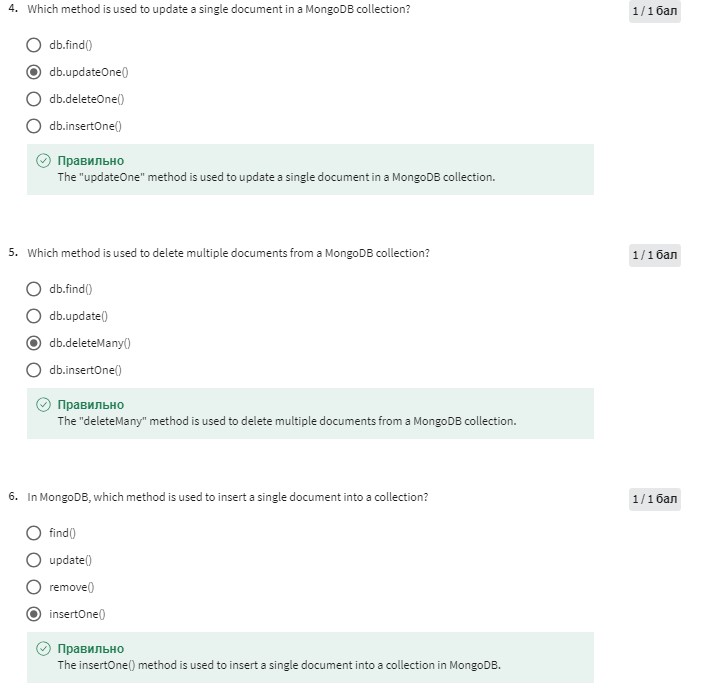 4. Which method is used to update a single document in a MongoDB collection?
1 / 1 бал
db.find()
db.updateOne()
db.deleteOne()
db.insertOne()
Правильно
The "updateOne" method is used to update a single document in a MongoDB collection.
5. Which method is used to delete multiple documents from a MongoDB collection?
1 / 1 бал
db.find()
db.update()
db.deleteMany()
db.insertOne()
Правильно
The "deleteMany" method is used to delete multiple documents from a MongoDB collection.
6. In MongoDB, which method is used to insert a single document into a collection?
1 / 1 бал
find()
update()
remove()
insertOne()
Правильно
The insertOne() method is used to insert a single document into a collection in MongoDB.